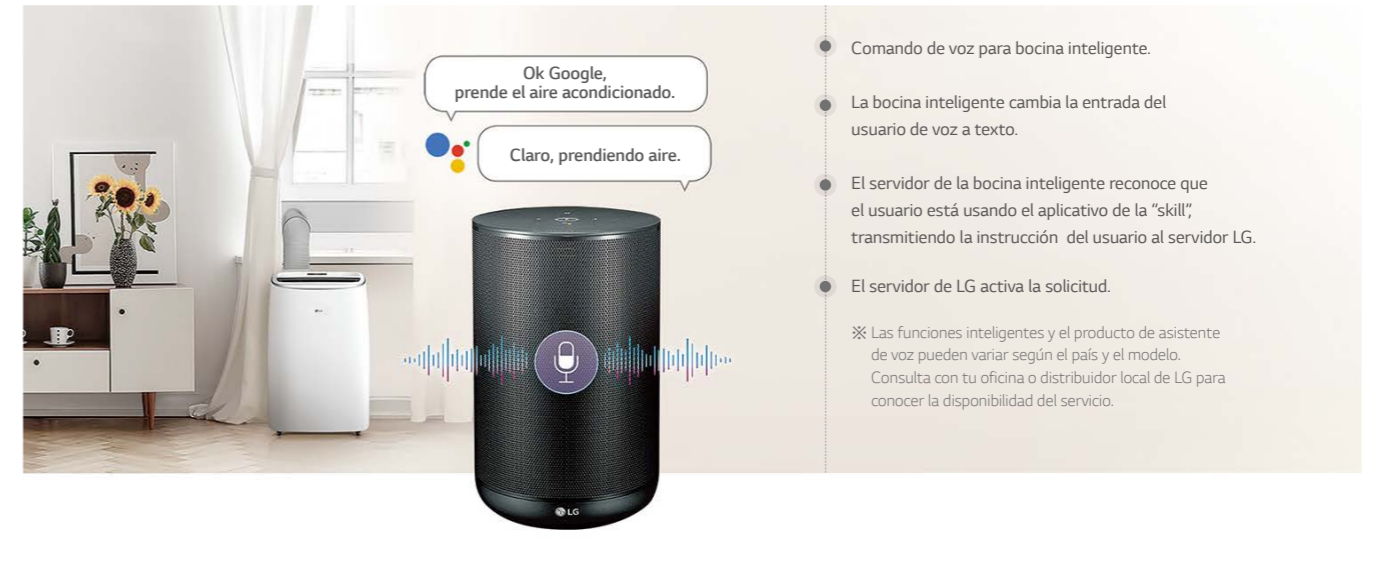 Ok Google,
prende el aire acondicionado.
Claro, prendiendo aire.
LG
Comando de voz para bocina inteligente.
La bocina inteligente cambia la entrada del
usuario de voz a texto.
El servidor de la bocina inteligente reconoce que
el usuario está usando el aplicativo de la “skill”,
transmitiendo la instrucción del usuario al servidor LG.
El servidor de LG activa la solicitud.
※ Las funciones inteligentes y el producto de asistente
de voz pueden variar según el país y el modelo.
Consulta con tu oficina o distribuidor local de LG para
conocer la disponibilidad del servicio.
LG